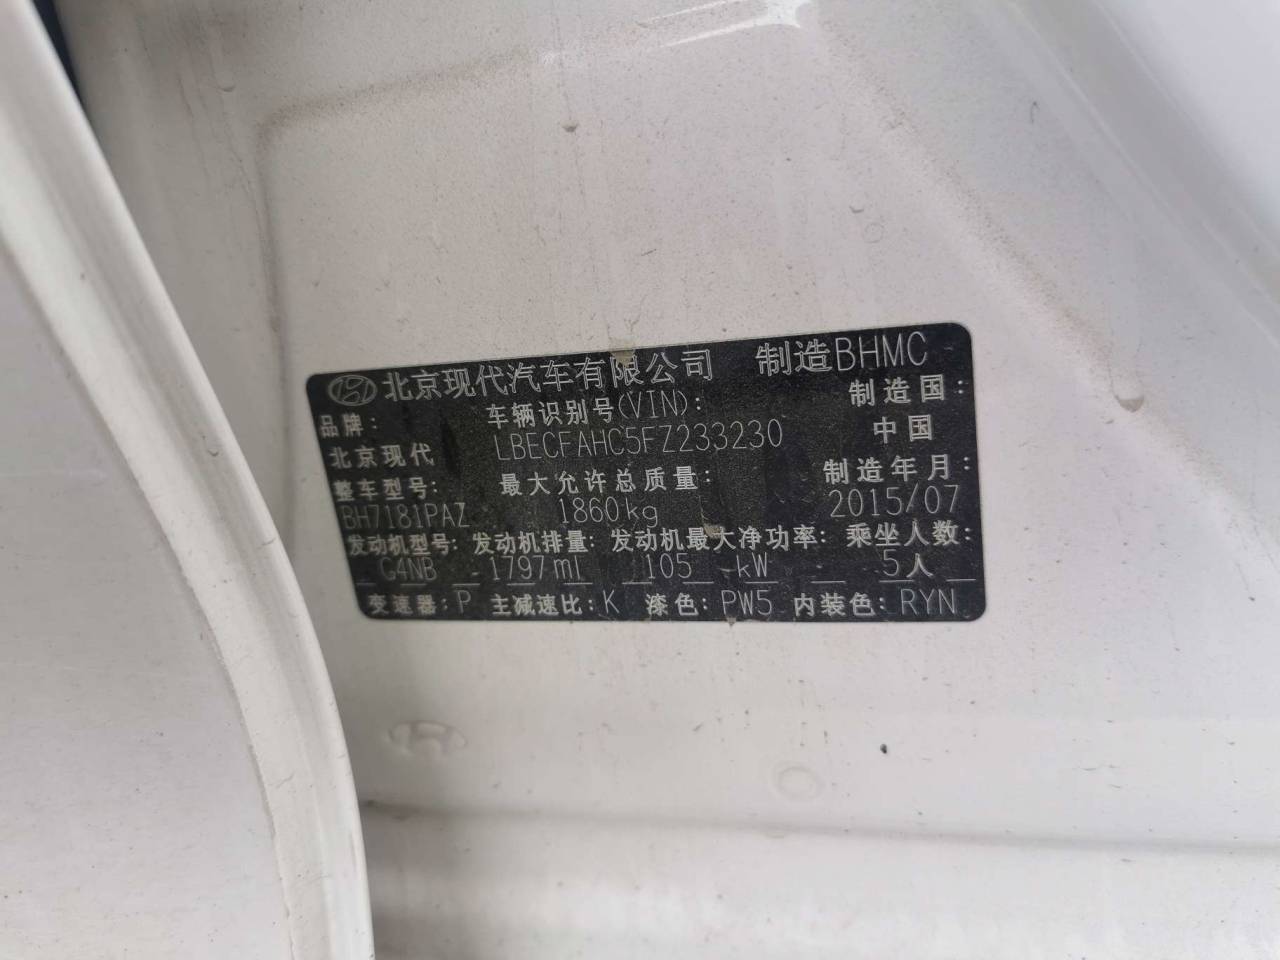 北京现代汽车有限公司 制造BHMC
品牌: 车辆识别号(VIN): 制造国:
北京现代 LBECFAHC5FZ233230 中国
整车型号: 最大允许总质量: 制造年月:
BH7181PAZ 1860kg 2015/07
发动机型号: 发动机排量: 发动机最大净功率: 乘坐人数:
G4NB 1797ml 105 kW 5人
变速器: P 主减速比: K 漆色: PW5 内装色: RYN